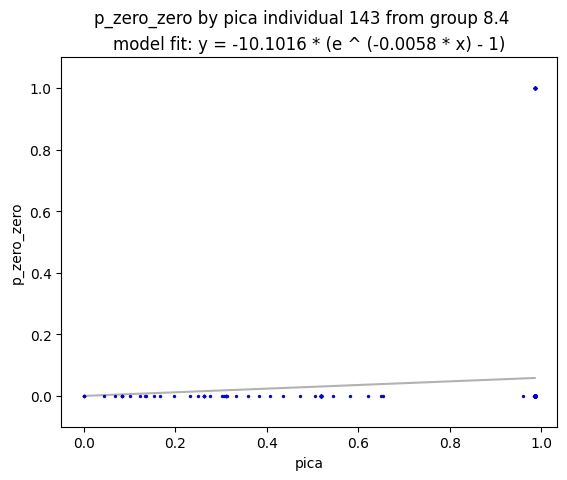 p_zero_zero by pica individual 143 from group 8.4
model fit: y = -10.1016 * (e ^ (-0.0058 * x) - 1)
1.0
0.8
0.6
0.4
0.2
0.0
p_zero_zero
0.0 0.2 0.4 0.6 0.8 1.0
pica